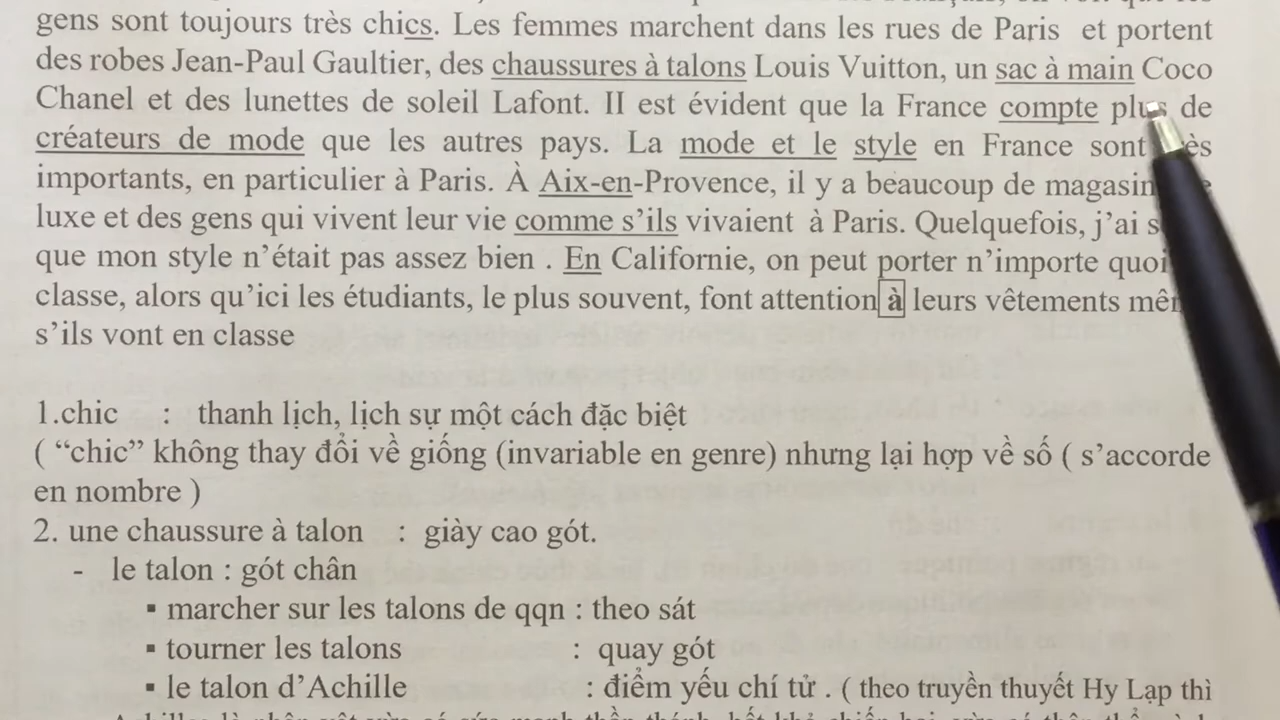 gens sont toujours très chics. Les femmes marchent dans les rues de Paris et portent
des robes Jean-Paul Gaultier, des chaussures à talons Louis Vuitton, un sac à main Coco
Chanel et des lunettes de soleil Lafont. II est évident que la France compte plus de
créateurs de mode que les autres pays. La mode et le style en France sont
importants, en particulier à Paris. À Aix-en-Provence, il y a beaucoup de
luxe et des gens qui vivent leur vie comme s’ils vivaient à Paris. Quelquefois, j’ai
que mon style n’était pas assez bien . En Californie, on peut porter n’importe quoi
classe, alors qu’ici les étudiants, le plus souvent, font attention à leurs vêtements
s’ils vont en classe
1.chic : thanh lịch, lịch sự một cách đặc biệt
( “chic” không thay đổi về giống (invariable en genre) nhưng lại hợp về số ( s’accorde
en nombre )
2. une chaussure à talon : giày cao gót.
- le talon : gót chân
▪ marcher sur les talons de qqn : theo sát
▪ tourner les talons : quay gót
▪ le talon d’Achille : điểm yếu chí tử . ( theo truyền thuyết Hy Lạp thì